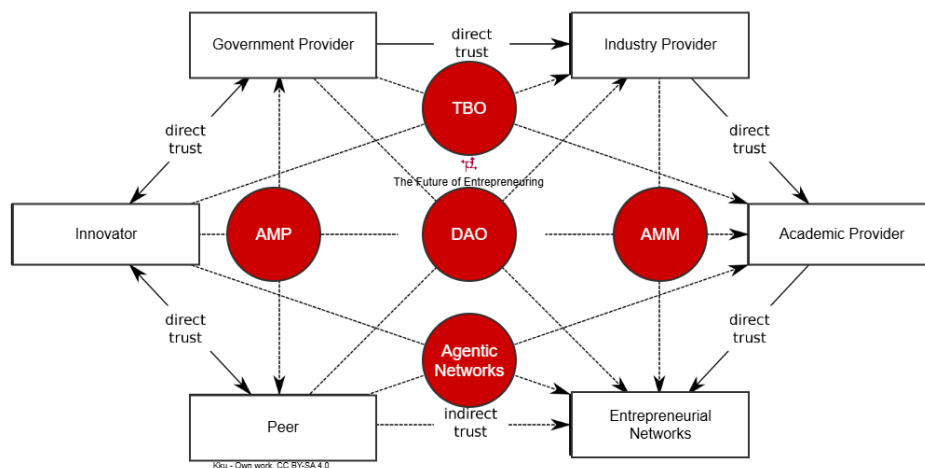 Government Provider
direct
trust
Industry Provider
TBO
direct
trust
direct
trust
The Future of Entrepreneuring
Innovator
AMP
DAO
AMM
Academic Provider
direct
trust
direct
trust
Agentic
Networks
Peer
indirect
trust
Entrepreneurial
Networks
Kku - Own work, CC BY-SA 4.0,